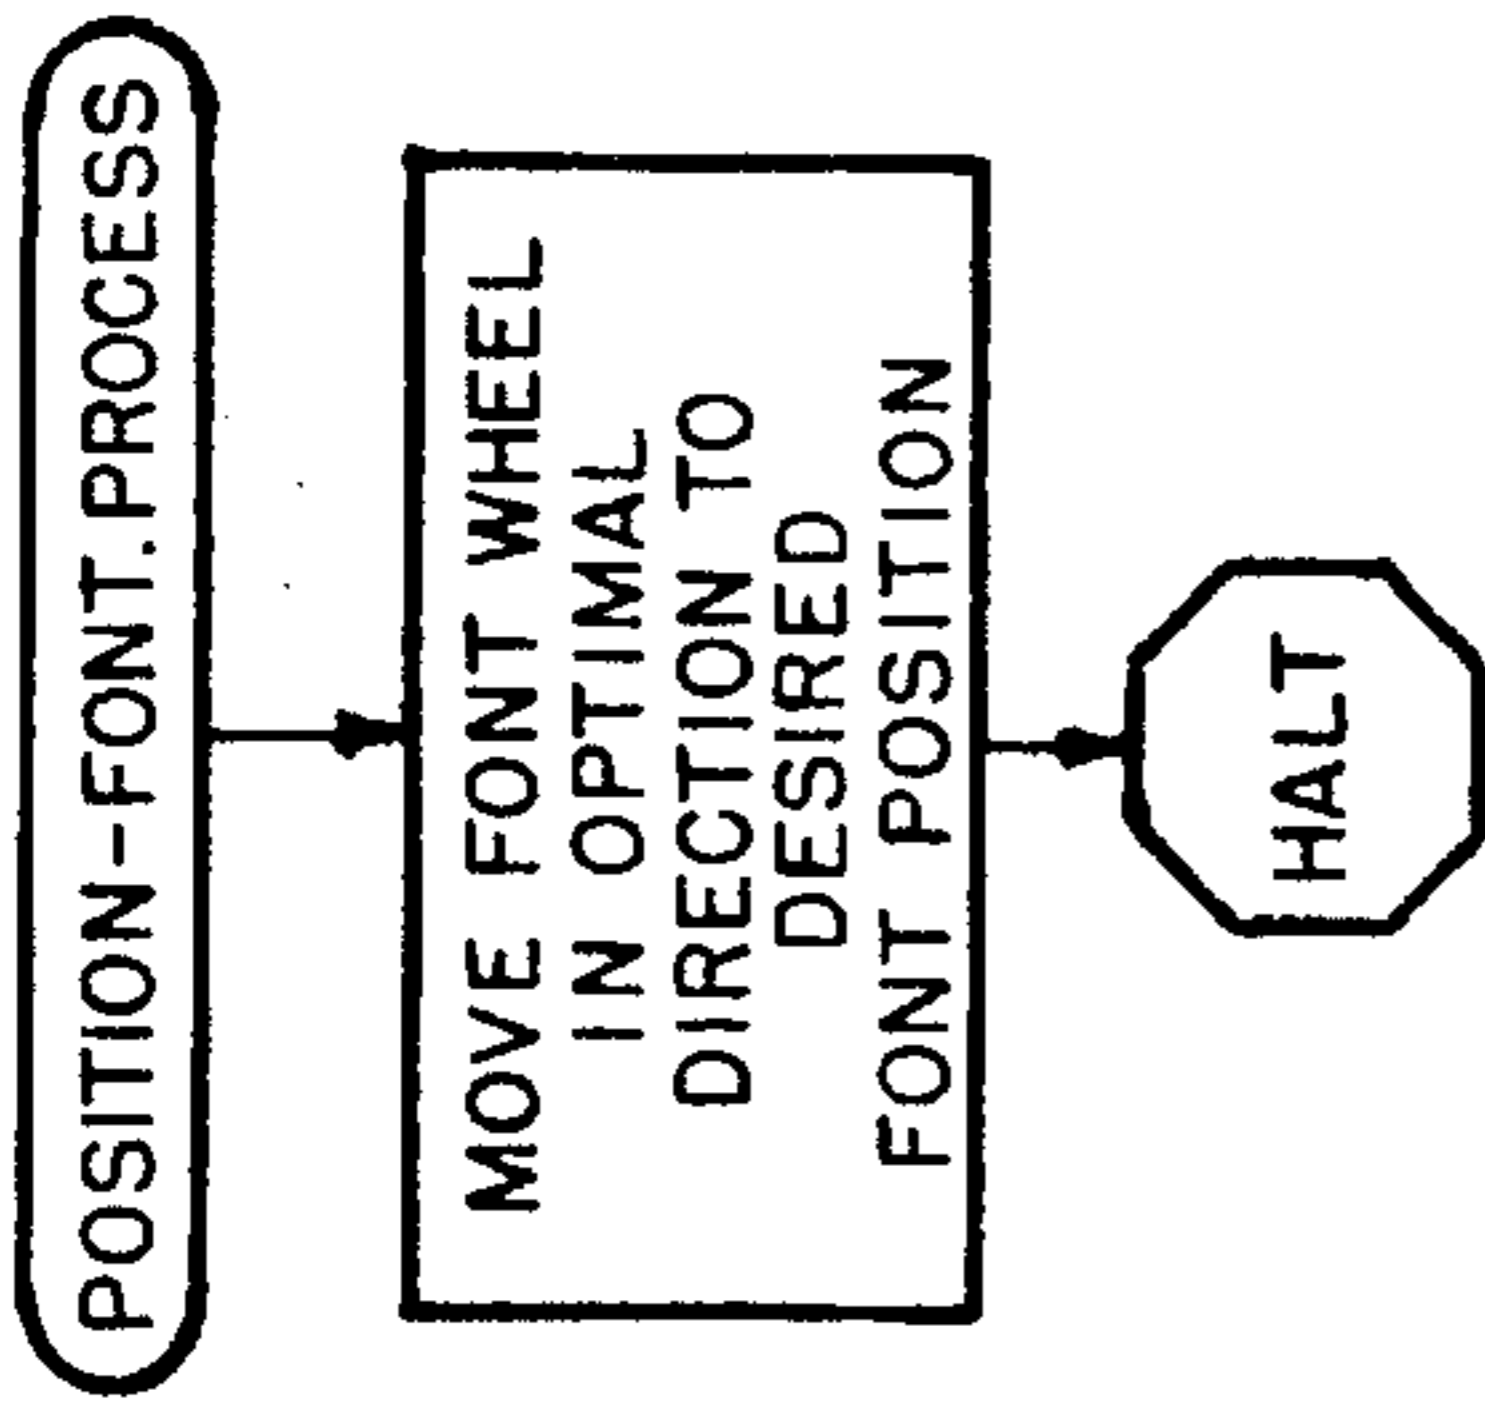 POSITION-FONT.PROCESS
MOVE FONT WHEEL
IN OPTIMAL
DIRECTION TO
DESIRED
FONT POSITION
HALT